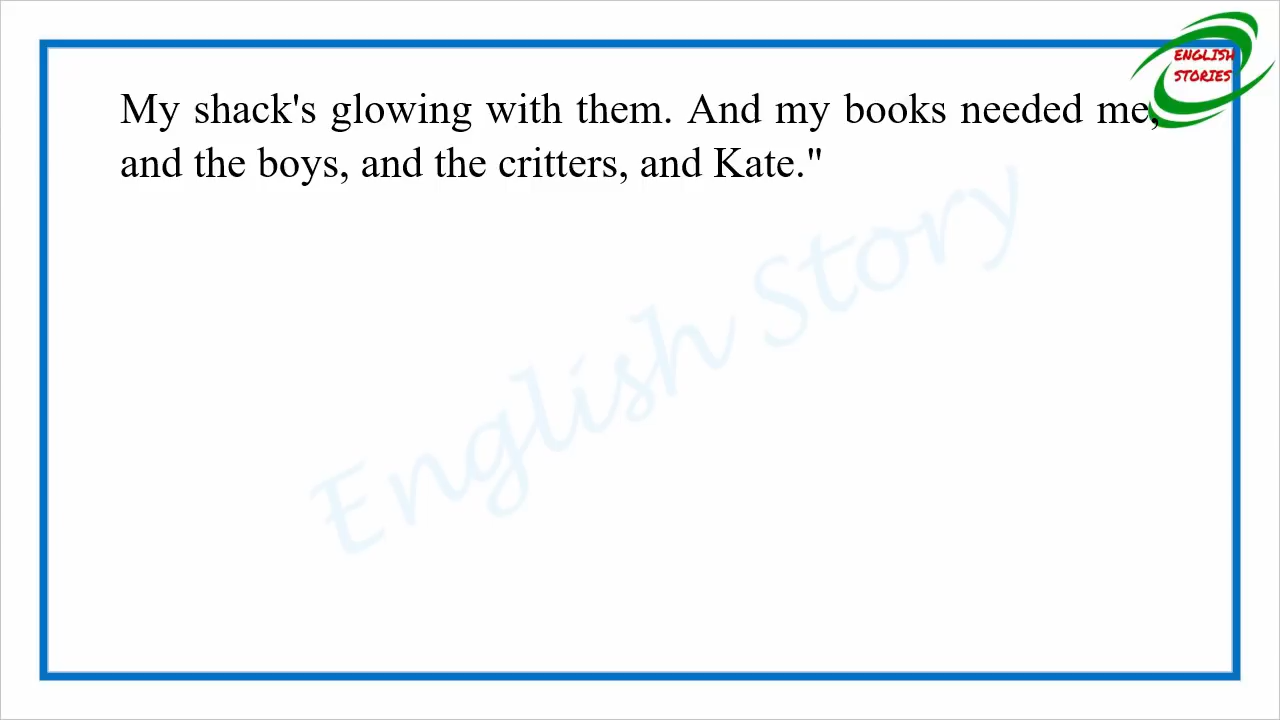 ENGLISH
STORIES
My shack's glowing with them. And my books needed me,
and the boys, and the critters, and Kate."
English Story